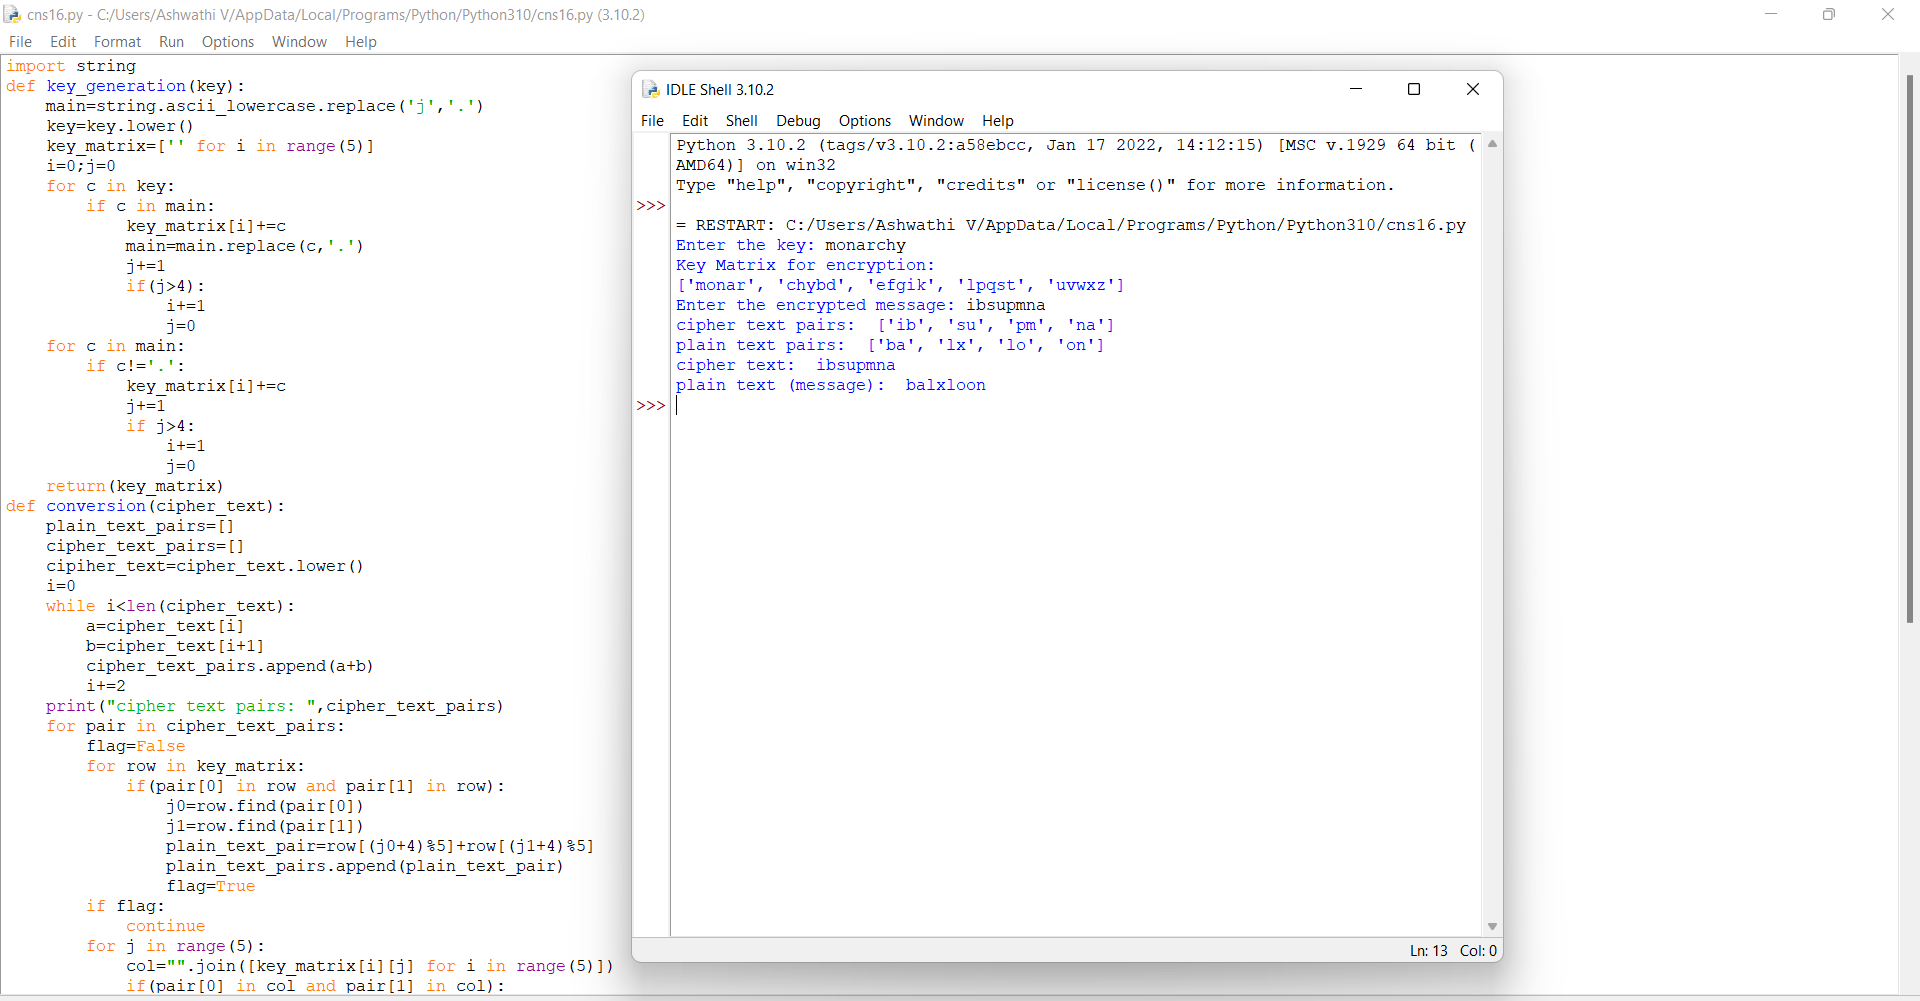 cns16.py - C:/Users/Ashwathi V/AppData/Local/Programs/Python/Python310/cns16.py (3.10.2)
File Edit Format Run Options Window Help
import string
def key_generation(key):
    main=string.ascii_lowercase.replace('j','.')
    key=key.lower()
    key_matrix=['' for i in range(5)]
    i=0;j=0
    for c in key:
        if c in main:
            key_matrix[i]+=c
            main=main.replace(c,'.')
            j+=1
            if(j>4):
                i+=1
                j=0
    for c in main:
        if c!='.':
            key_matrix[i]+=c
            j+=1
            if j>4:
                i+=1
                j=0
    return(key_matrix)
def conversion(cipher_text):
    plain_text_pairs=[]
    cipher_text_pairs=[]
    cipiher_text=cipher_text.lower()
    i=0
    while i<len(cipher_text):
        a=cipher_text[i]
        b=cipher_text[i+1]
        cipher_text_pairs.append(a+b)
        i+=2
    print("cipher text pairs: ",cipher_text_pairs)
    for pair in cipher_text_pairs:
        flag=False
        for row in key_matrix:
            if(pair[0] in row and pair[1] in row):
                j0=row.find(pair[0])
                j1=row.find(pair[1])
                plain_text_pair=row[(j0+4)%5]+row[(j1+4)%5]
                plain_text_pairs.append(plain_text_pair)
                flag=True
        if flag:
            continue
        for j in range(5):
            col="".join([key_matrix[i][j] for i in range(5)])
            if(pair[0] in col and pair[1] in col):
IDLE Shell 3.10.2
File Edit Shell Debug Options Window Help
Python 3.10.2 (tags/v3.10.2:a58ebcc, Jan 17 2022, 14:12:15) [MSC v.1929 64 bit (
AMD64)] on win32
Type "help", "copyright", "credits" or "license()" for more information.
>>>
= RESTART: C:/Users/Ashwathi V/AppData/Local/Programs/Python/Python310/cns16.py
Enter the key: monarchy
Key Matrix for encryption:
['monar', 'chybd', 'efgik', 'lpqst', 'uvwxz']
Enter the encrypted message: ibsupmna
cipher text pairs:  ['ib', 'su', 'pm', 'na']
plain text pairs:  ['ba', 'lx', 'lo', 'on']
cipher text:  ibsupmna
plain text (message):  balxloon
>>>
Ln: 13 Col: 0